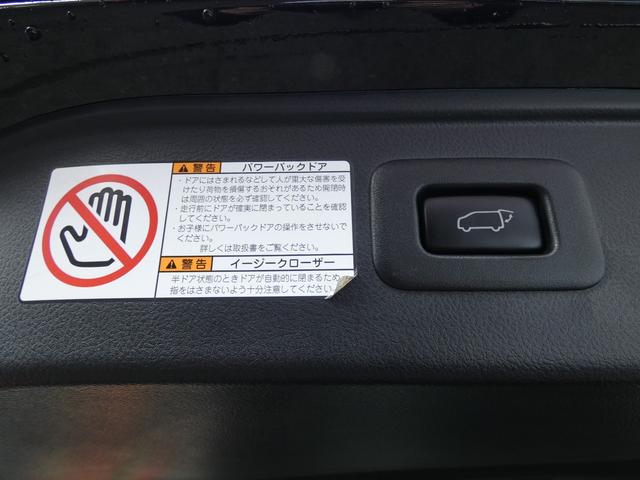 警告 パワーバックドア
・ドアにはさまれるなどして人が重大な傷害を受
けたり荷物を損傷するおそれがあるため開閉時
は周囲の状態を必ず確認してください。
・走行前にドアが確実に閉まっていることを確認
してください。
・お子様にパワーバックドアの操作をさせないで
ください。
詳しくは取扱書をご覧ください。
警告 イージークローザー
半ドア状態のときドアが自動的に閉まるため
指をはさまないよう十分注意してください。